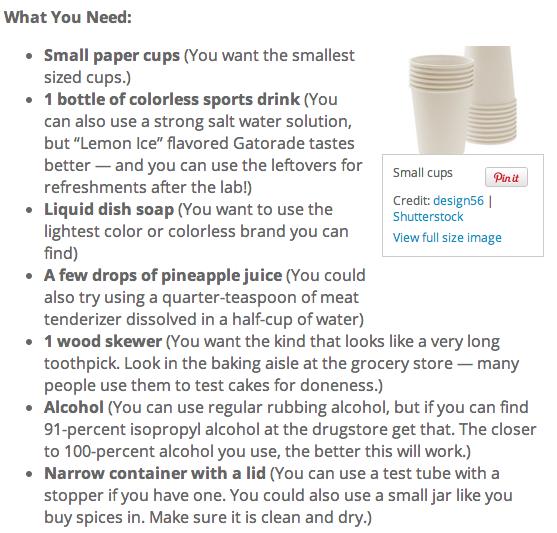 What You Need:
• Small paper cups (You want the smallest
sized cups.)
• 1 bottle of colorless sports drink (You
can also use a strong salt water solution,
but “Lemon Ice” flavored Gatorade tastes
better — and you can use the leftovers for
refreshments after the lab!)
• Liquid dish soap (You want to use the
lightest color or colorless brand you can
find)
• A few drops of pineapple juice (You could
also try using a quarter-teaspoon of meat
tenderizer dissolved in a half-cup of water)
• 1 wood skewer (You want the kind that looks like a very long
toothpick. Look in the baking aisle at the grocery store — many
people use them to test cakes for doneness.)
• Alcohol (You can use regular rubbing alcohol, but if you can find
91-percent isopropyl alcohol at the drugstore get that. The closer
to 100-percent alcohol you use, the better this will work.)
• Narrow container with a lid (You can use a test tube with a
stopper if you have one. You could also use a small jar like you
buy spices in. Make sure it is clean and dry.)
Small cups
Pin it
Credit: design56 |
Shutterstock
View full size image